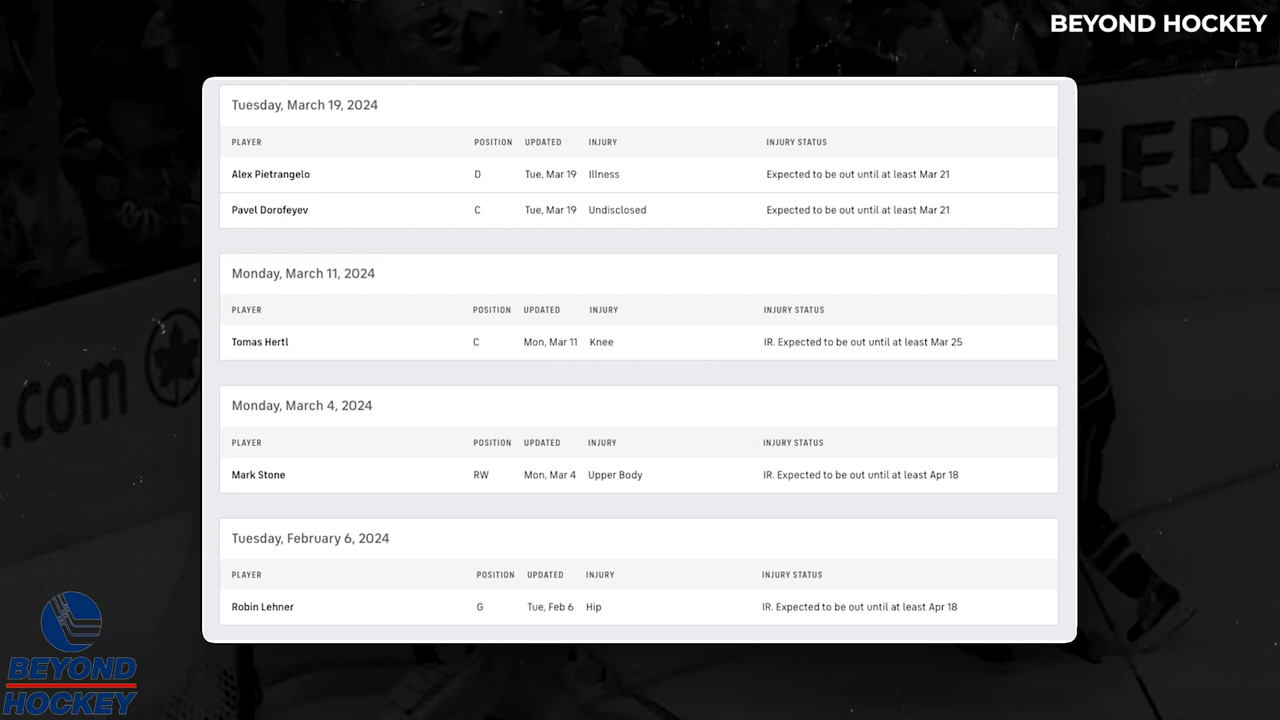 BEYOND HOCKEY
Tuesday, March 19, 2024
PLAYER POSITION UPDATED INJURY INJURY STATUS
Alex Pietrangelo D Tue, Mar 19 Illness Expected to be out until at least Mar 21
Pavel Dorofeyev C Tue, Mar 19 Undisclosed Expected to be out until at least Mar 21
Monday, March 11, 2024
PLAYER POSITION UPDATED INJURY INJURY STATUS
Tomas Hertl C Mon, Mar 11 Knee IR. Expected to be out until at least Mar 25
Monday, March 4, 2024
PLAYER POSITION UPDATED INJURY INJURY STATUS
Mark Stone RW Mon, Mar 4 Upper Body IR. Expected to be out until at least Apr 18
Tuesday, February 6, 2024
PLAYER POSITION UPDATED INJURY INJURY STATUS
Robin Lehner G Tue, Feb 6 Hip IR. Expected to be out until at least Apr 18
.com
GERS
BEYOND
HOCKEY